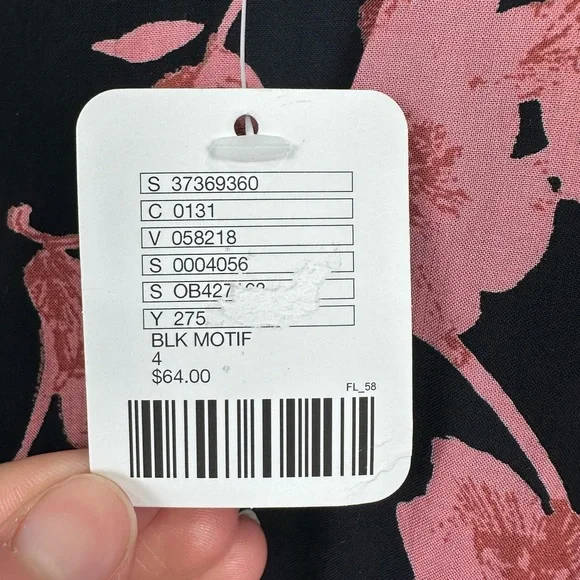 S 37369360
C 0131
V 058218
S 0004056
S
Y 275
BLK MOTIF
4
$64.00
FL_58